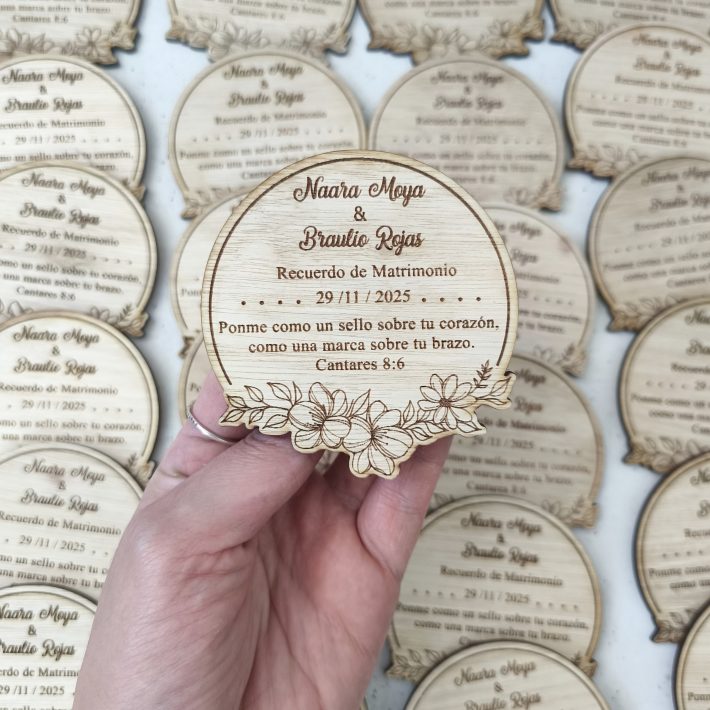 Naara Moya
&
Braulio Rojas
Recuerdo de Matrimonio
. . . . 29 /11 / 2025 . . . .
Ponme como un sello sobre tu corazón,
como una marca sobre tu brazo.
Cantares 8:6